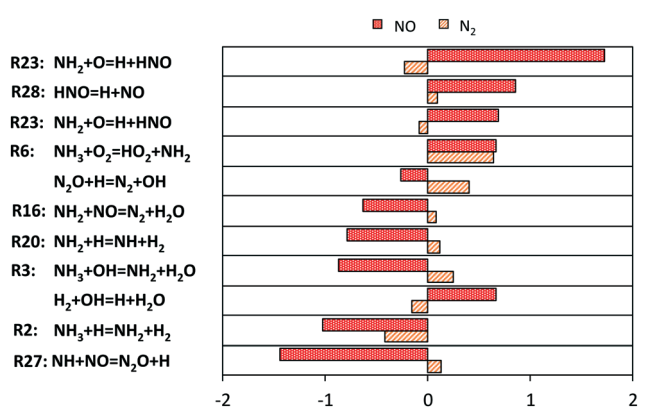 NO N₂
R23: NH₂+O=H+HNO
R28: HNO=H+NO
R23: NH₂+O=H+HNO
R6: NH₃+O₂=HO₂+NH₂
N₂O+H=N₂+OH
R16: NH₂+NO=N₂+H₂O
R20: NH₂+H=NH+H₂
R3: NH₃+OH=NH₂+H₂O
H₂+OH=H+H₂O
R2: NH₃+H=NH₂+H₂
R27: NH+NO=N₂O+H
-2 -1 0 1 2